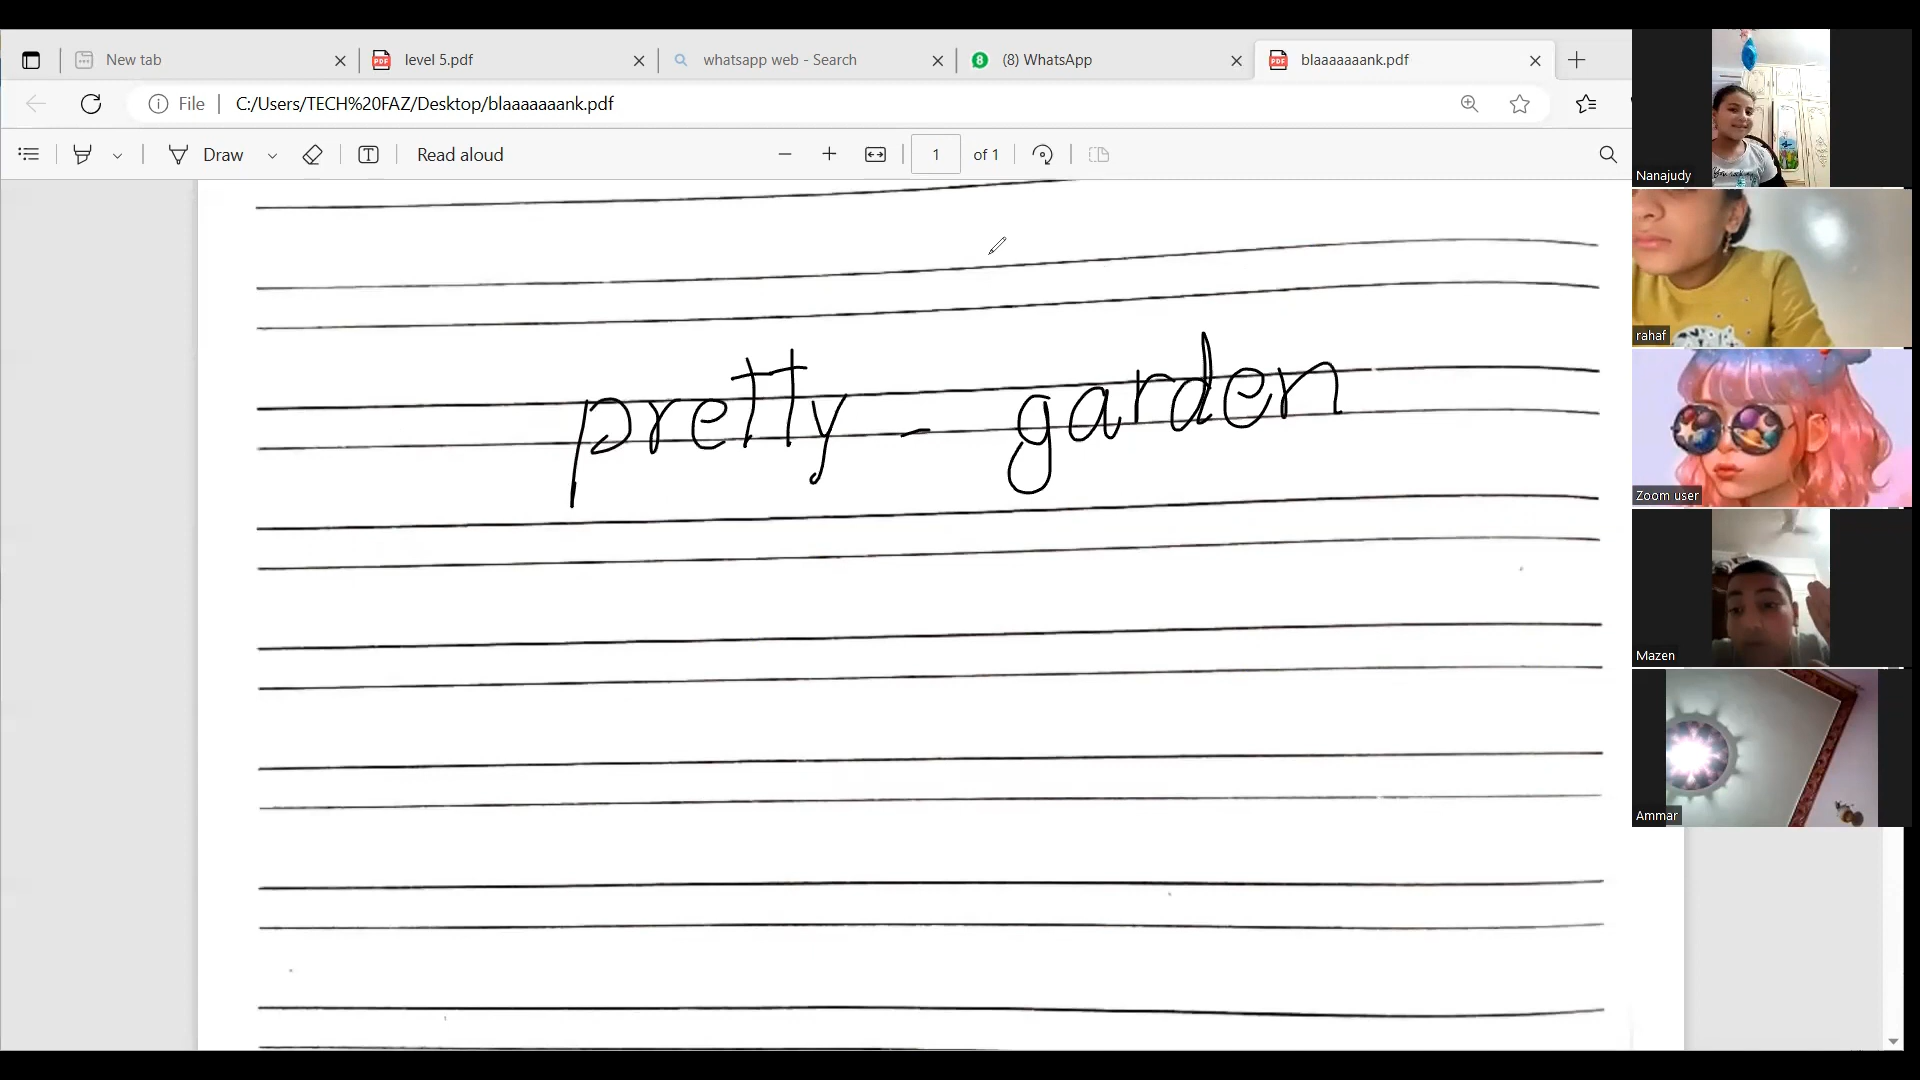 New tab
level 5.pdf
whatsapp web - Search
(8) WhatsApp
blaaaaaaank.pdf
File
C:/Users/TECH%20FAZ/Desktop/blaaaaaaank.pdf
Draw
Read aloud
1 of 1
pretty - garden
Nanajudy
rahaf
Zoom user
Mazen
Ammar